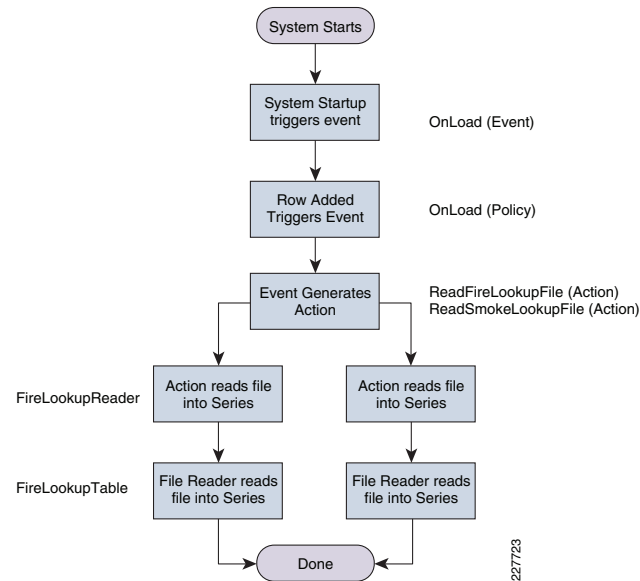 System Starts
System Startup
triggers event
OnLoad (Event)
Row Added
Triggers Event
OnLoad (Policy)
Event Generates
Action
ReadFireLookupFile (Action)
ReadSmokeLookupFile (Action)
FireLookupReader
Action reads file
into Series
Action reads file
into Series
FireLookupTable
File Reader reads
file into Series
File Reader reads
file into Series
Done
227723